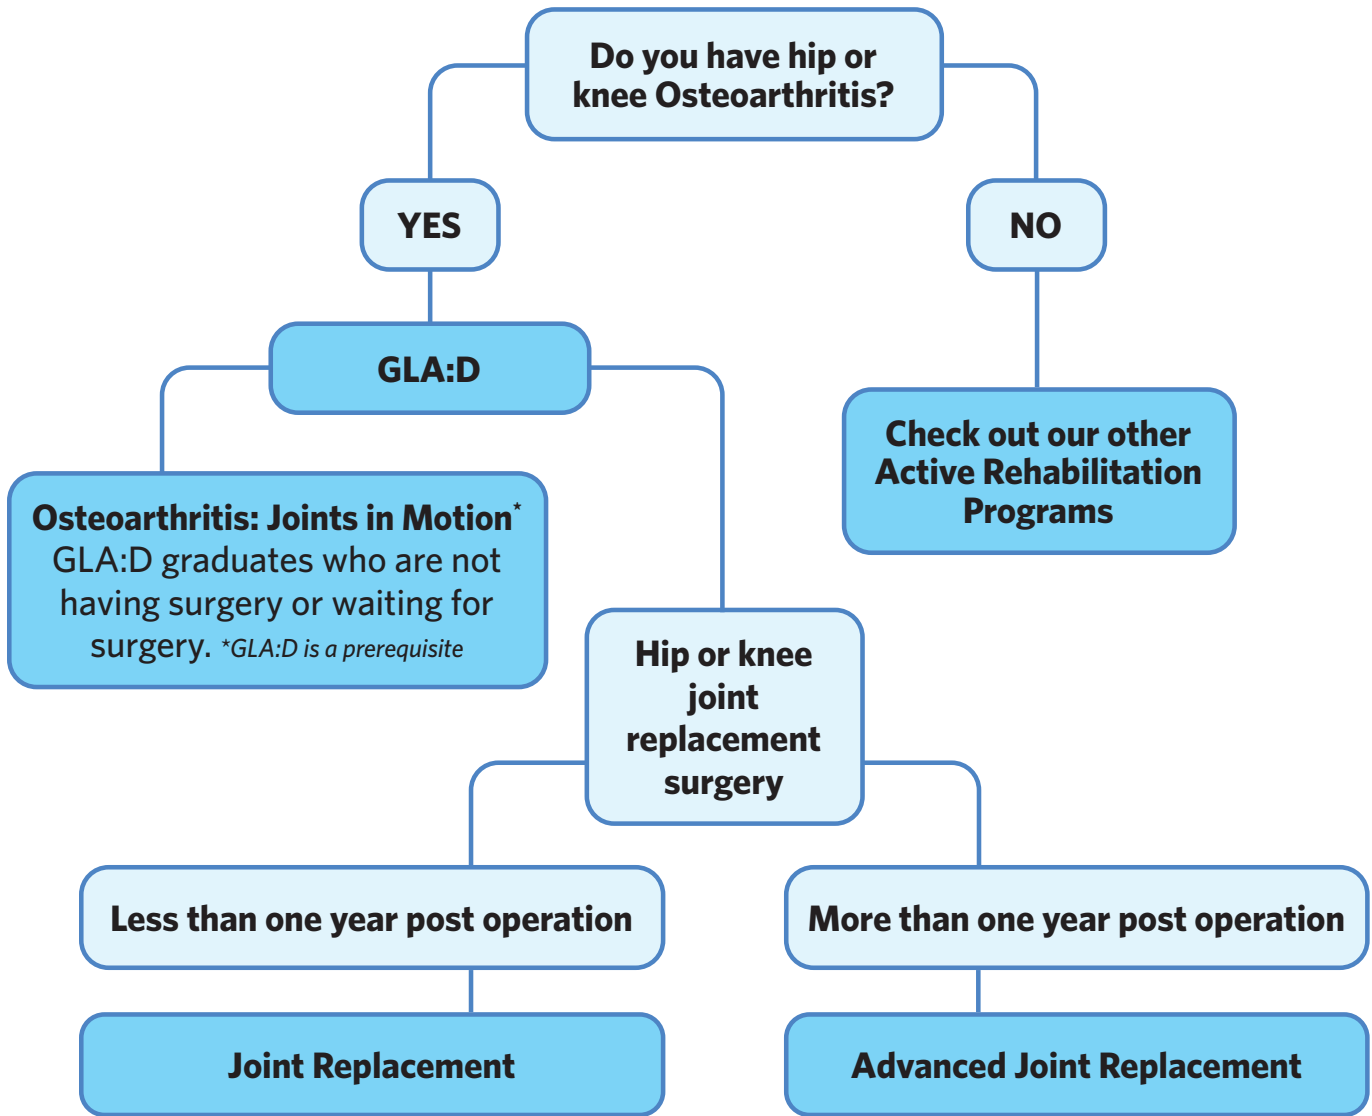 Do you have hip or
knee Osteoarthritis?
YES
NO
GLA:D
Check out our other
Active Rehabilitation
Programs
Osteoarthritis: Joints in Motion*
GLA:D graduates who are not
having surgery or waiting for
surgery. *GLA:D is a prerequisite
Hip or knee
joint
replacement
surgery
Less than one year post operation
More than one year post operation
Joint Replacement
Advanced Joint Replacement